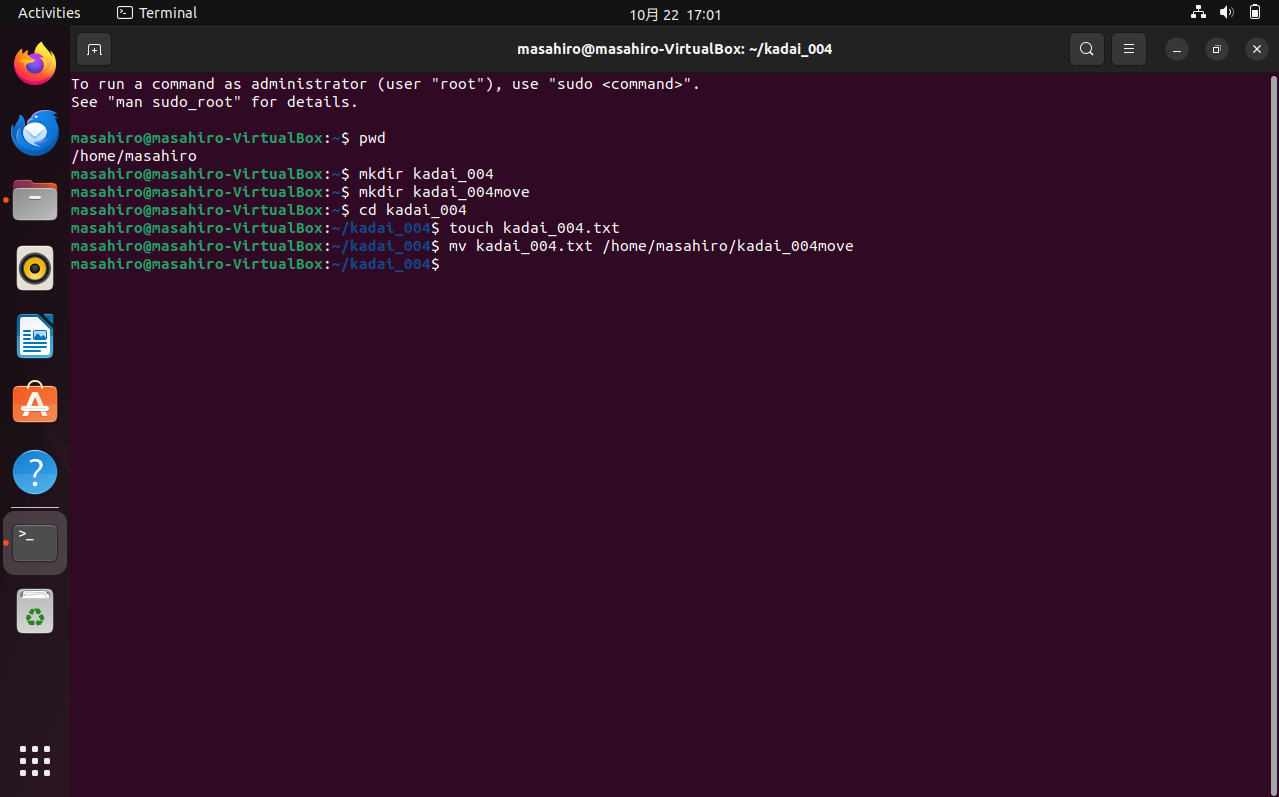 Activities
Terminal
10月 22 17:01
masahiro@masahiro-VirtualBox: ~/kadai_004
To run a command as administrator (user "root"), use "sudo <command>".
See "man sudo_root" for details.
masahiro@masahiro-VirtualBox:~$ pwd
/home/masahiro
masahiro@masahiro-VirtualBox:~$ mkdir kadai_004
masahiro@masahiro-VirtualBox:~$ mkdir kadai_004move
masahiro@masahiro-VirtualBox:~$ cd kadai_004
masahiro@masahiro-VirtualBox:~/kadai_004$ touch kadai_004.txt
masahiro@masahiro-VirtualBox:~/kadai_004$ mv kadai_004.txt /home/masahiro/kadai_004move
masahiro@masahiro-VirtualBox:~/kadai_004$